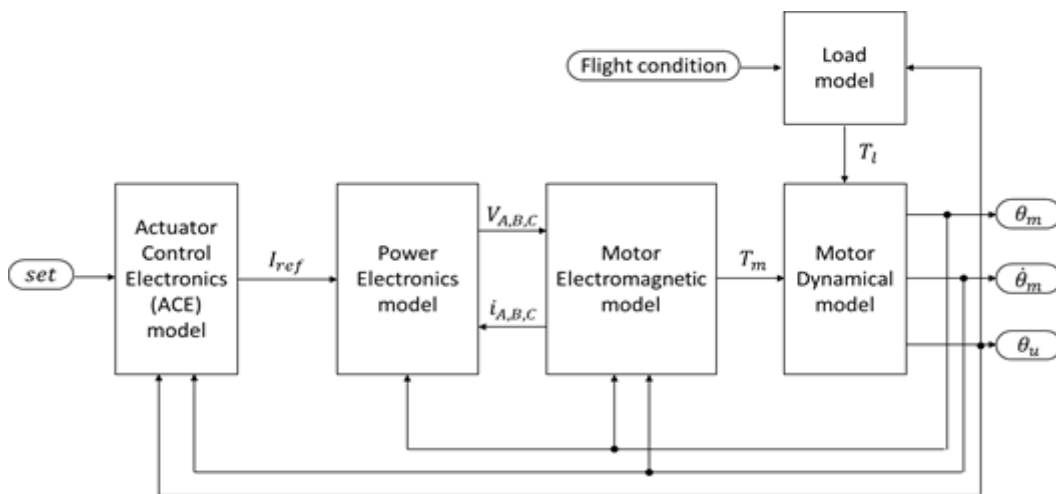 Flight condition
Load
model
T_l
set
Actuator
Control
Electronics
(ACE)
model
I_ref
Power
Electronics
model
V_A,B,C
i_A,B,C
Motor
Electromagnetic
model
T_m
Motor
Dynamical
model
θ_m
θ̇_m
θ_u